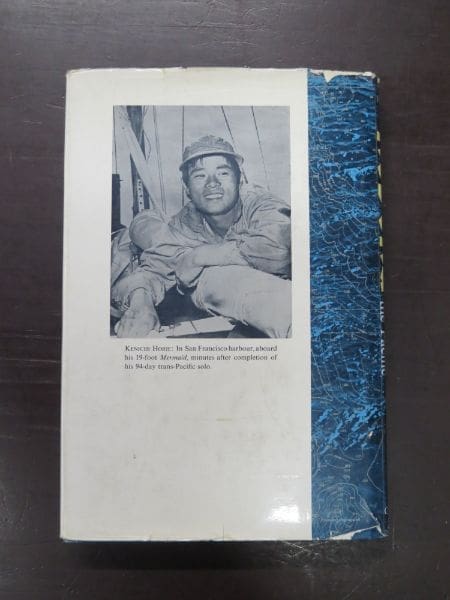 KENICHI HORIE: In San Francisco harbour, aboard
his 19-foot Mermaid, minutes after completion of
his 94-day trans-Pacific solo.